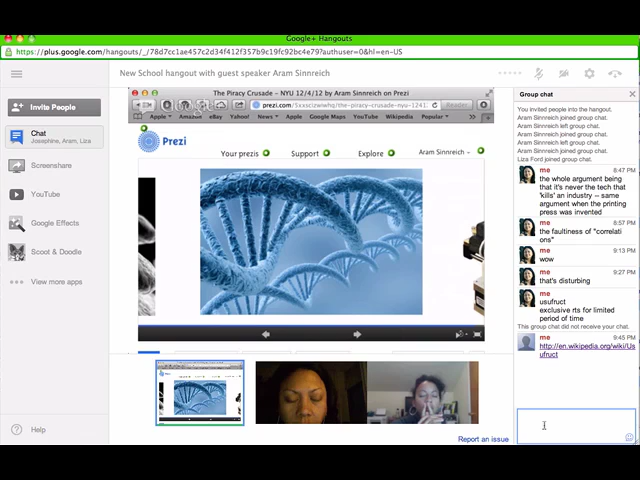 Google+ Hangouts
https://plus.google.com/hangouts/_/78d7cc1ae457c2d34f412f357b9c19fc92bc4e79?authuser=0&hl=en-US
New School hangout with guest speaker Aram Sinnreich
Invite People
Chat
Josephine, Aram, Liza
Screenshare
YouTube
Google Effects
Scoot & Doodle
View more apps
Help
The Piracy Crusade - NYU 12/4/12 by Aram Sinnreich on Prezi
Reader
Apple
Amazon
eBay
Yahoo!
News
Google Maps
YouTube
Wikipedia
Popular
Prezi
Your prezis
Support
Explore
Aram Sinnreich
Report an issue
Group chat
You invited people into the hangout.
Aram Sinnreich joined group chat.
Aram Sinnreich left group chat.
Aram Sinnreich joined group chat.
Aram Sinnreich left group chat.
Aram Sinnreich joined group chat.
Liza Ford joined group chat.
me 8:47 PM
the whole argument being
that it's never the tech that
'kills' an industry -- same
argument when the printing
press was invented
me 8:57 PM
the faultiness of "correlati
ons"
me 9:13 PM
wow
me 9:27 PM
that's disturbing
me
usufruct
exclusive rts for limited
period of time
This group chat did not receive your chat.
me 9:45 PM
http://en.wikipedia.org/wiki/Us
ufruct